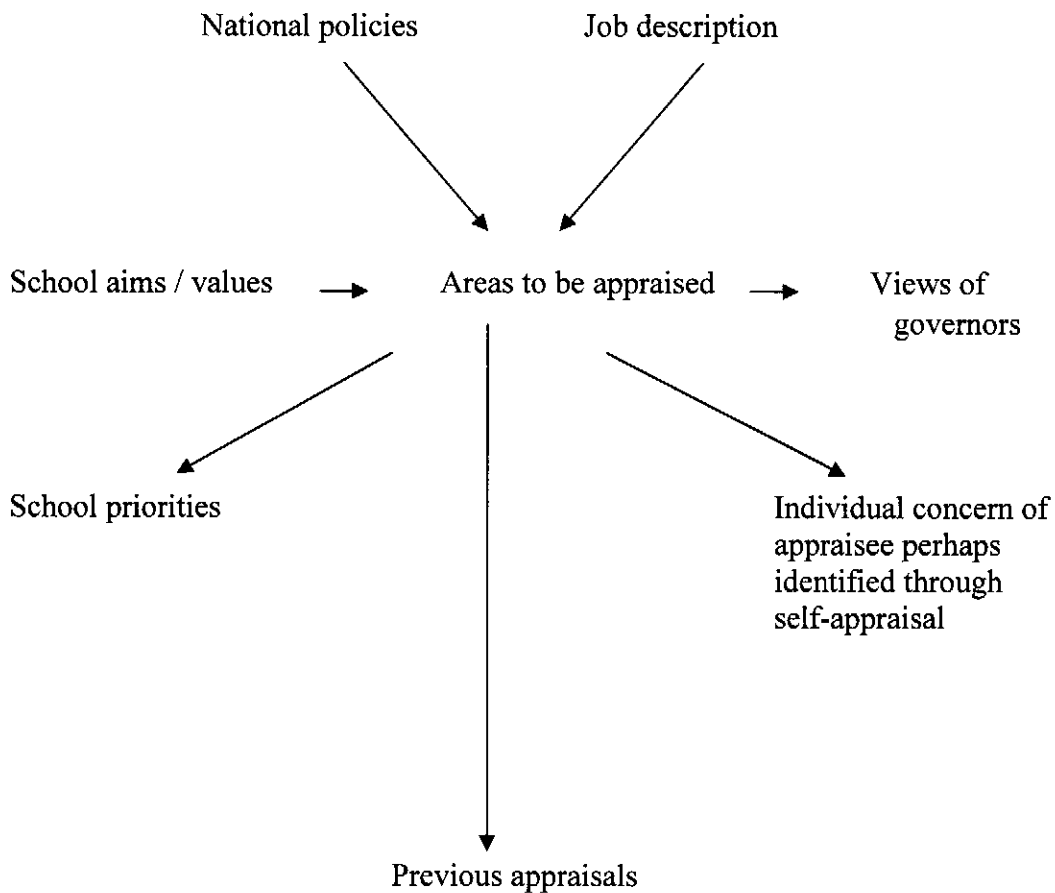 National policies
Job description
School aims / values
Areas to be appraised
Views of
governors
School priorities
Individual concern of
appraisee perhaps
identified through
self-appraisal
Previous appraisals